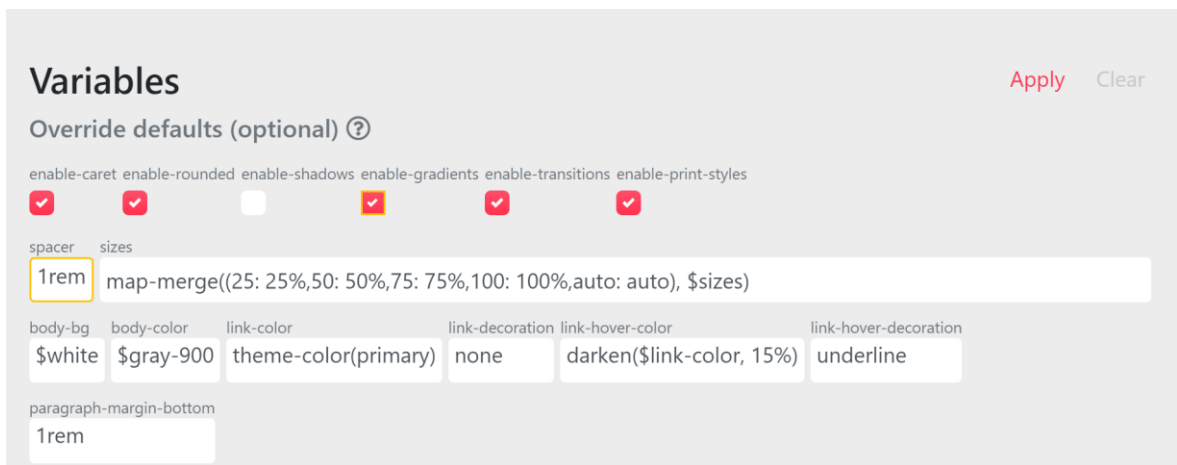 Variables
Apply Clear
Override defaults (optional) ?
enable-caret enable-rounded enable-shadows enable-gradients enable-transitions enable-print-styles
spacer sizes
1rem map-merge((25: 25%,50: 50%,75: 75%,100: 100%,auto: auto), $sizes)
body-bg body-color link-color link-decoration link-hover-color link-hover-decoration
$white $gray-900 theme-color(primary) none darken($link-color, 15%) underline
paragraph-margin-bottom
1rem